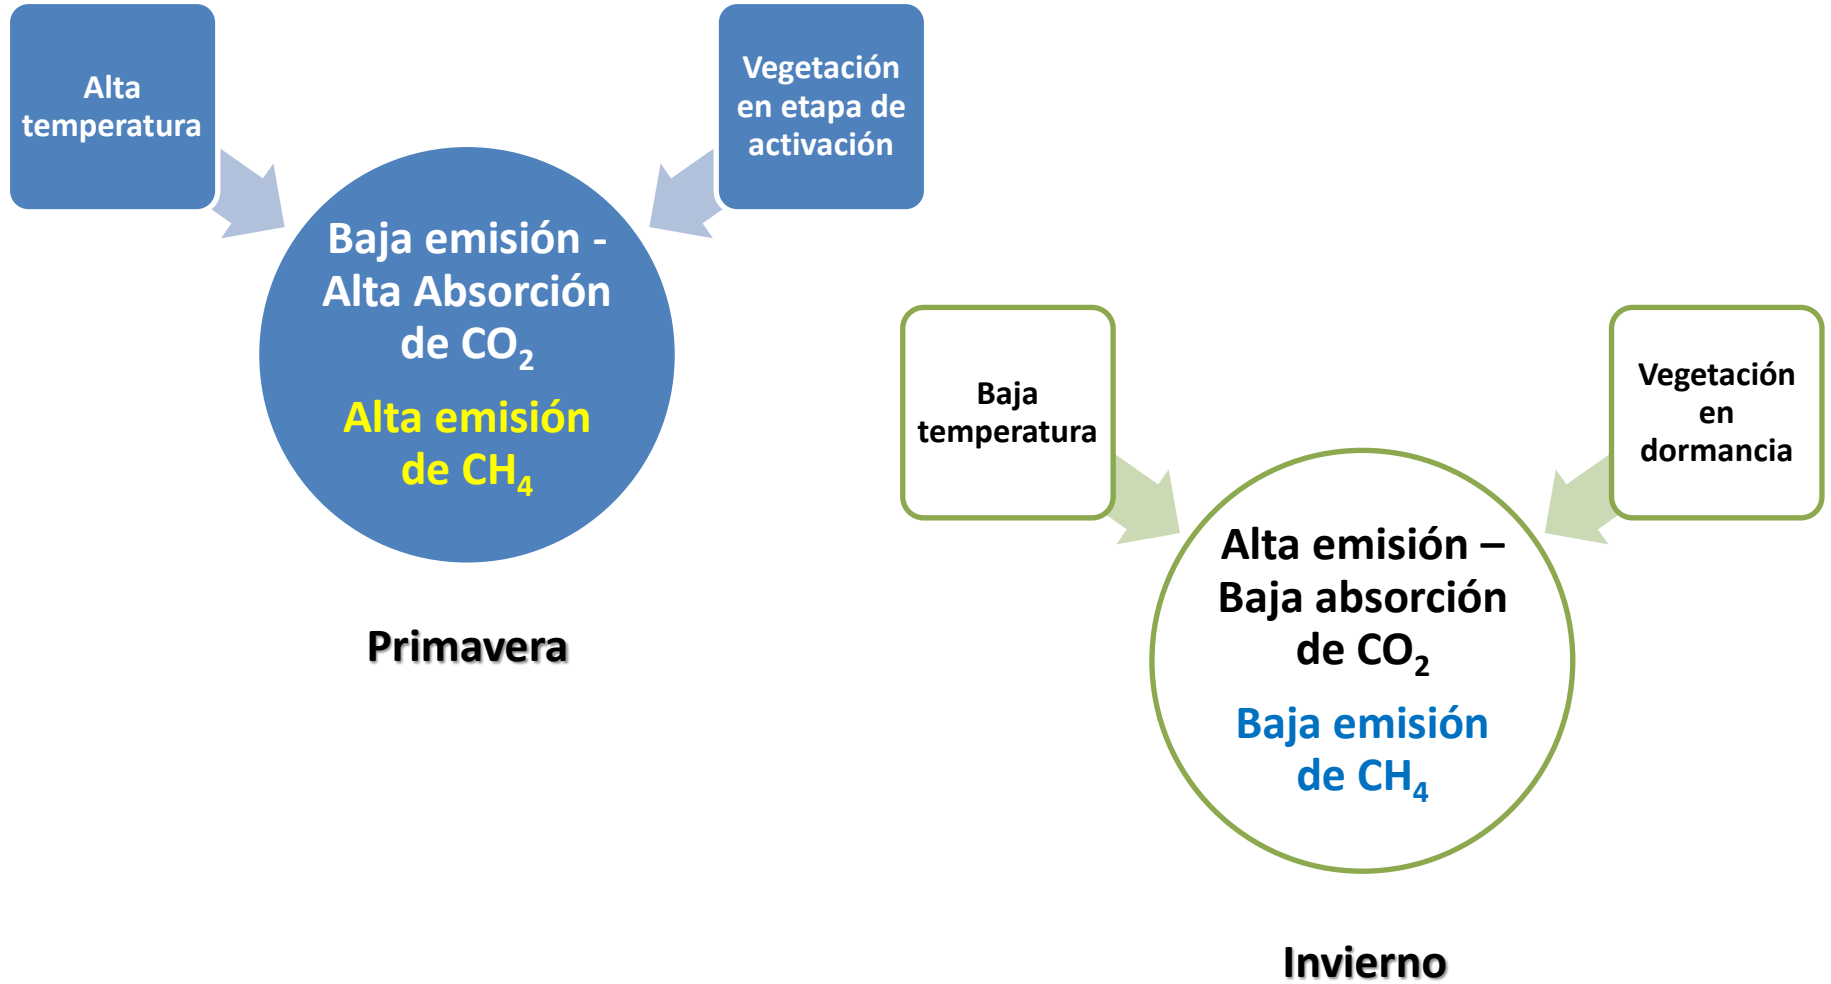 Alta
temperatura
Vegetación
en etapa de
activación
Baja emisión -
Alta Absorción
de CO₂
Alta emisión
de CH₄
Primavera
Baja
temperatura
Vegetación
en
dormancia
Alta emisión –
Baja absorción
de CO₂
Baja emisión
de CH₄
Invierno